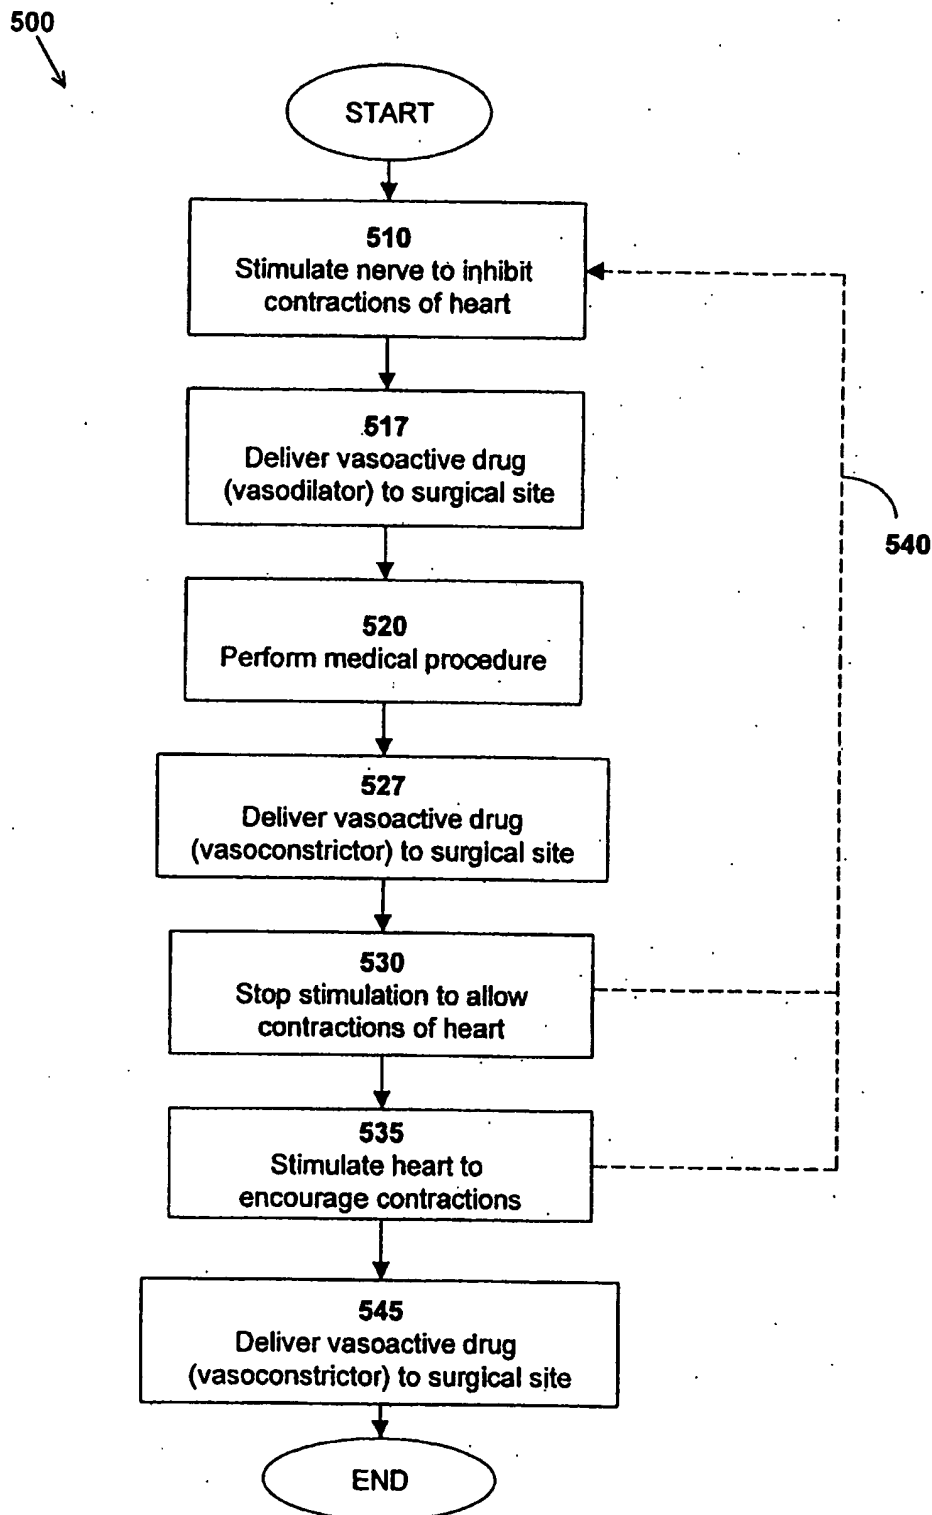 500
START
510
Stimulate nerve to inhibit
contractions of heart
517
Deliver vasoactive drug
(vasodilator) to surgical site
540
520
Perform medical procedure
527
Deliver vasoactive drug
(vasoconstrictor) to surgical site
530
Stop stimulation to allow
contractions of heart
535
Stimulate heart to
encourage contractions
545
Deliver vasoactive drug
(vasoconstrictor) to surgical site
END